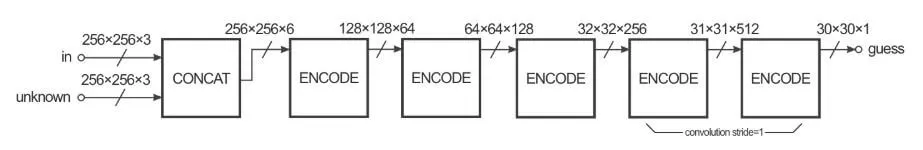 256×256×3
in
256×256×3
unknown
CONCAT
256×256×6
ENCODE
128×128×64
ENCODE
64×64×128
ENCODE
32×32×256
ENCODE
31×31×512
ENCODE
30×30×1
guess
convolution stride=1